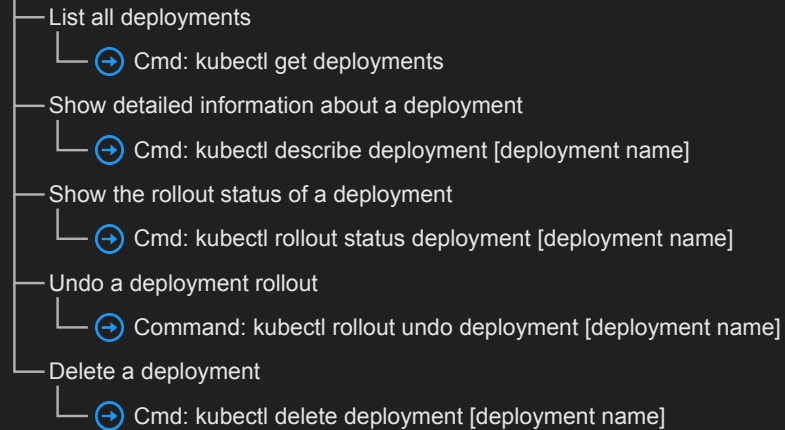 List all deployments
Cmd: kubectl get deployments
Show detailed information about a deployment
Cmd: kubectl describe deployment [deployment name]
Show the rollout status of a deployment
Cmd: kubectl rollout status deployment [deployment name]
Undo a deployment rollout
Command: kubectl rollout undo deployment [deployment name]
Delete a deployment
Cmd: kubectl delete deployment [deployment name]